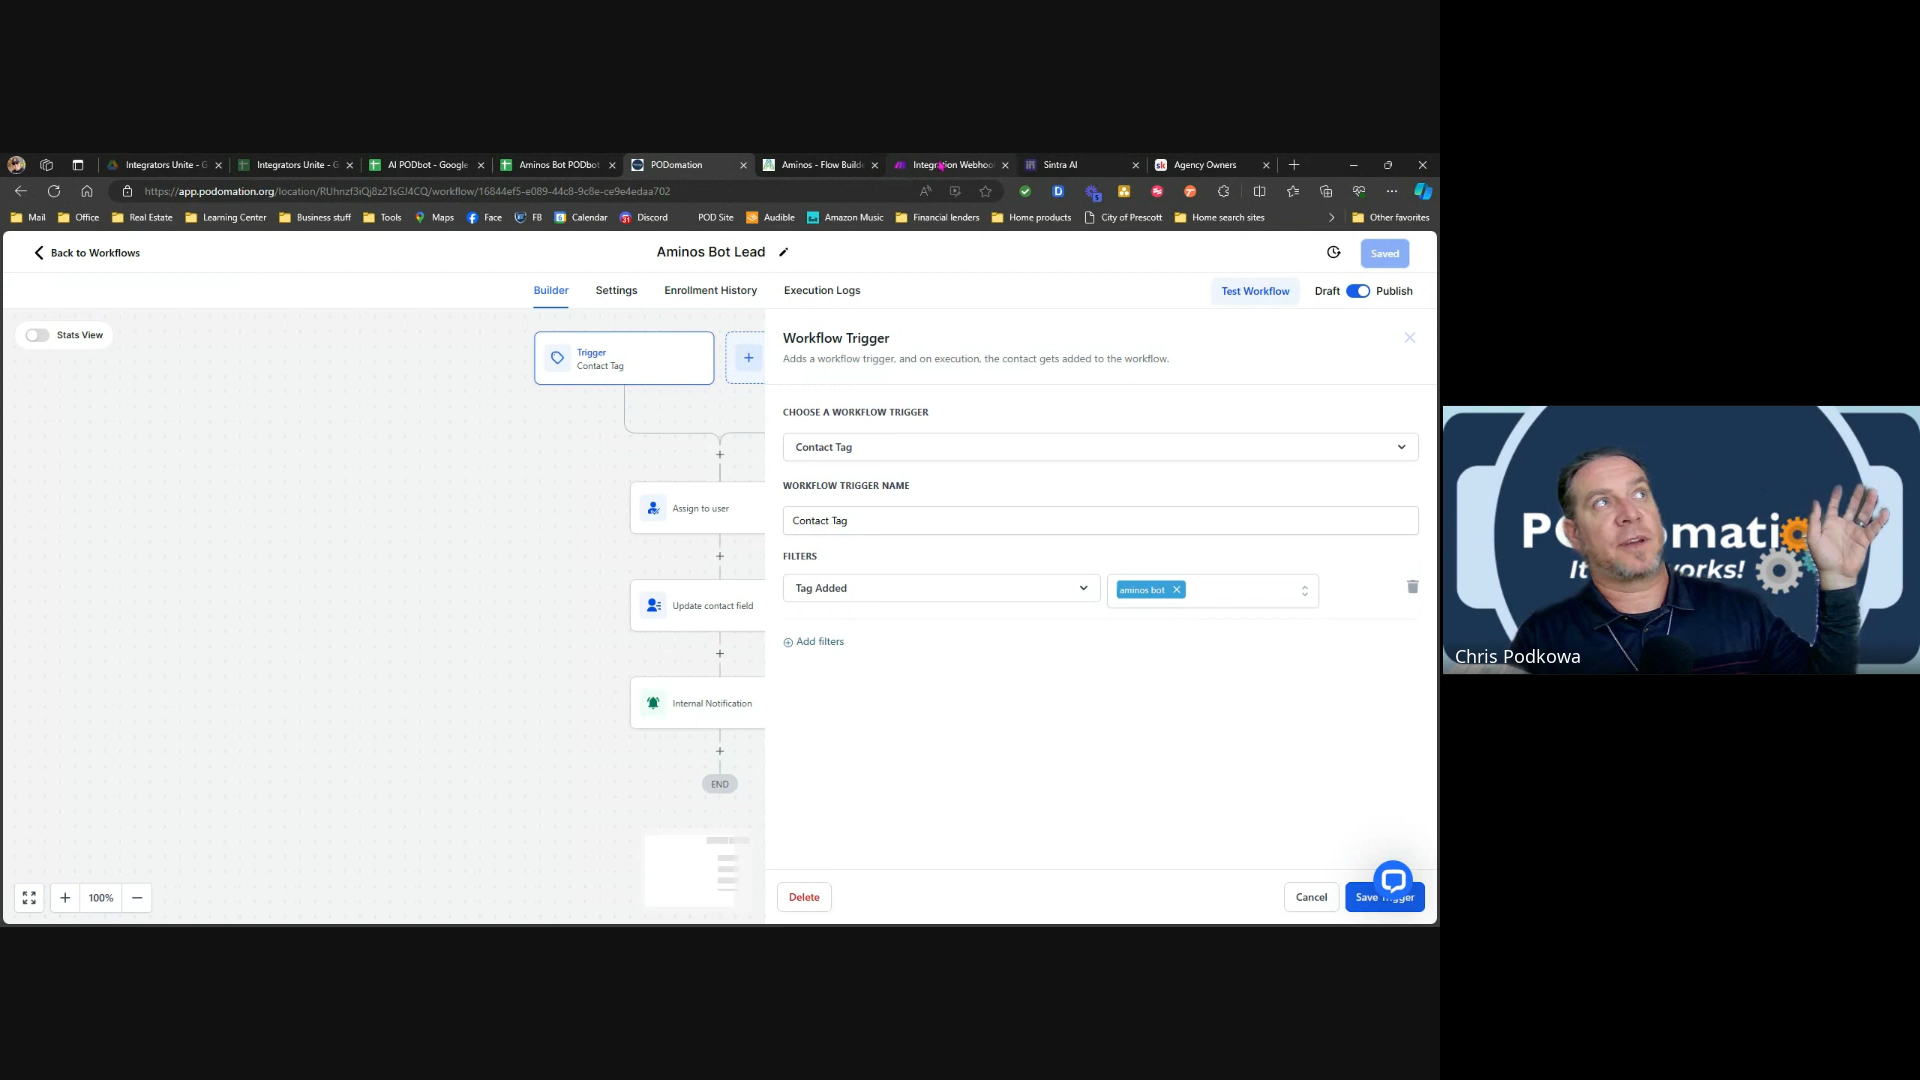 Integrators Unite - G
Integrators Unite - G
AI PODbot - Google
Aminos Bot PODbot
PODomation
Aminos - Flow Builde
Integration Webhoo
Sintra AI
Agency Owners
https://app.podomation.org/location/RUhnzf3iQj8z2TsGJ4CQ/workflow/16844ef5-e089-44c8-9c8e-ce9e4edaa702
Mail
Office
Real Estate
Learning Center
Business stuff
Tools
Maps
Face
FB
Calendar
Discord
POD Site
Audible
Amazon Music
Financial lenders
Home products
City of Prescott
Home search sites
Other favorites
Back to Workflows
Aminos Bot Lead
Saved
Builder
Settings
Enrollment History
Execution Logs
Test Workflow
Draft
Publish
Stats View
Trigger
Contact Tag
Assign to user
Update contact field
Internal Notification
END
100%
Workflow Trigger
Adds a workflow trigger, and on execution, the contact gets added to the workflow.
CHOOSE A WORKFLOW TRIGGER
Contact Tag
WORKFLOW TRIGGER NAME
Contact Tag
FILTERS
Tag Added
aminos bot
Add filters
Delete
Cancel
Save
Chris Podkowa